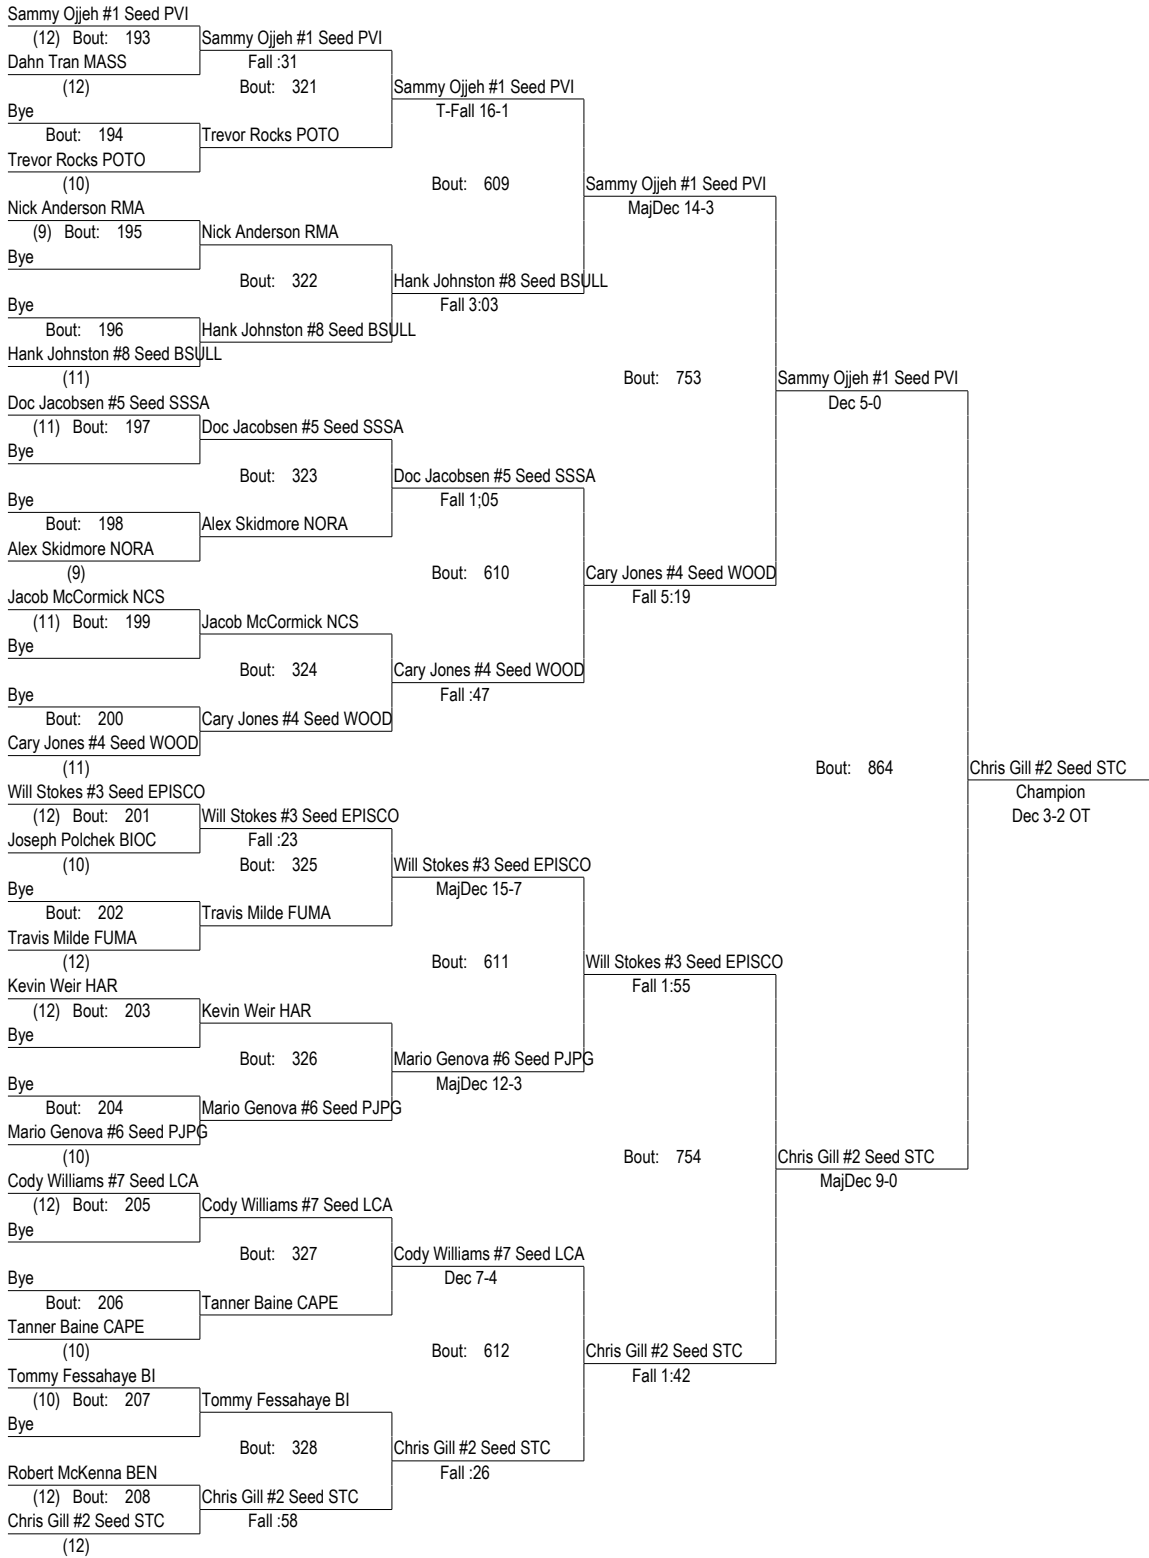 Sammy Ojjeh #1 Seed PVI
(12) Bout: 193
Sammy Ojjeh #1 Seed PVI
Dahn Tran MASS
Fall :31
(12)
Bout: 321
Sammy Ojjeh #1 Seed PVI
Bye
T-Fall 16-1
Bout: 194
Trevor Rocks POTO
Trevor Rocks POTO
(10)
Bout: 609
Sammy Ojjeh #1 Seed PVI
Nick Anderson RMA
MajDec 14-3
(9) Bout: 195
Nick Anderson RMA
Bye
Bout: 322
Hank Johnston #8 Seed BSULL
Bye
Fall 3:03
Bout: 196
Hank Johnston #8 Seed BSULL
Hank Johnston #8 Seed BSULL
(11)
Bout: 753
Sammy Ojjeh #1 Seed PVI
Doc Jacobsen #5 Seed SSSA
Dec 5-0
(11) Bout: 197
Doc Jacobsen #5 Seed SSSA
Bye
Bout: 323
Doc Jacobsen #5 Seed SSSA
Bye
Fall 1;05
Bout: 198
Alex Skidmore NORA
Alex Skidmore NORA
(9)
Bout: 610
Cary Jones #4 Seed WOOD
Jacob McCormick NCS
Fall 5:19
(11) Bout: 199
Jacob McCormick NCS
Bye
Bout: 324
Cary Jones #4 Seed WOOD
Bye
Fall :47
Bout: 200
Cary Jones #4 Seed WOOD
Cary Jones #4 Seed WOOD
(11)
Bout: 864
Chris Gill #2 Seed STC
Will Stokes #3 Seed EPISCO
Champion
(12) Bout: 201
Will Stokes #3 Seed EPISCO
Dec 3-2 OT
Joseph Polchek BIOC
Fall :23
(10)
Bout: 325
Will Stokes #3 Seed EPISCO
Bye
MajDec 15-7
Bout: 202
Travis Milde FUMA
Travis Milde FUMA
(12)
Bout: 611
Will Stokes #3 Seed EPISCO
Kevin Weir HAR
Fall 1:55
(12) Bout: 203
Kevin Weir HAR
Bye
Bout: 326
Mario Genova #6 Seed PJPG
Bye
MajDec 12-3
Bout: 204
Mario Genova #6 Seed PJPG
Mario Genova #6 Seed PJPG
(10)
Bout: 754
Chris Gill #2 Seed STC
Cody Williams #7 Seed LCA
MajDec 9-0
(12) Bout: 205
Cody Williams #7 Seed LCA
Bye
Bout: 327
Cody Williams #7 Seed LCA
Bye
Dec 7-4
Bout: 206
Tanner Baine CAPE
Tanner Baine CAPE
(10)
Bout: 612
Chris Gill #2 Seed STC
Tommy Fessahaye BI
Fall 1:42
(10) Bout: 207
Tommy Fessahaye BI
Bye
Bout: 328
Chris Gill #2 Seed STC
Robert McKenna BEN
Fall :26
(12) Bout: 208
Chris Gill #2 Seed STC
Chris Gill #2 Seed STC
Fall :58
(12)